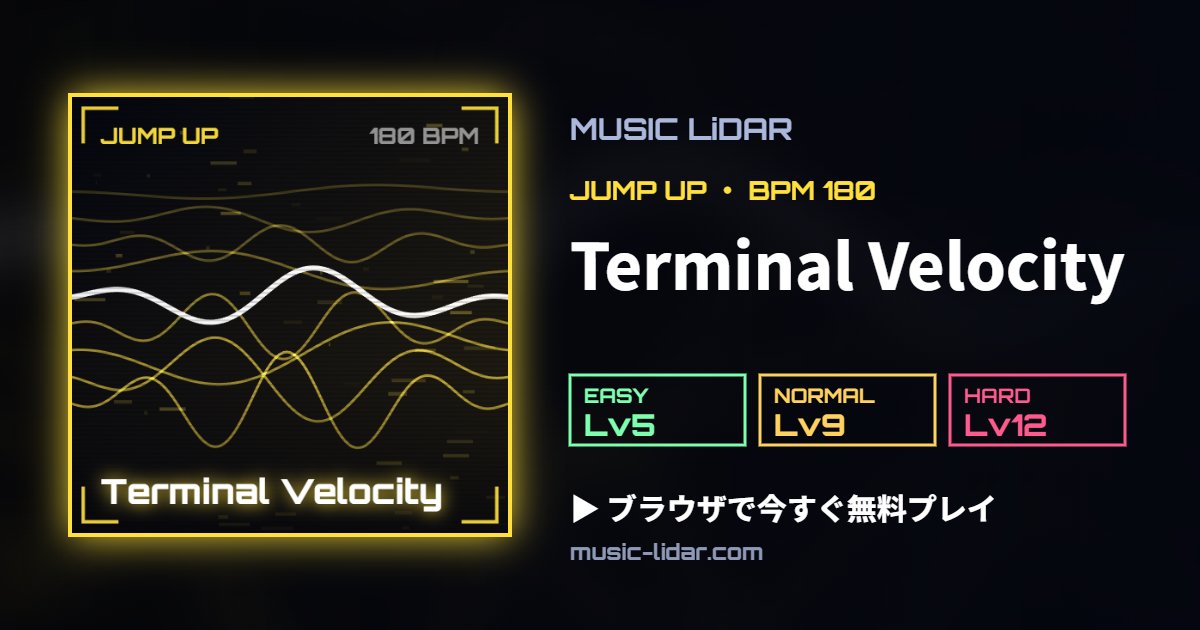 JUMP UP
180 BPM
Terminal Velocity
MUSIC LiDAR
JUMP UP • BPM 180
Terminal Velocity
EASY
Lv5
NORMAL
Lv9
HARD
Lv12
▶ ブラウザで今すぐ無料プレイ
music-lidar.com